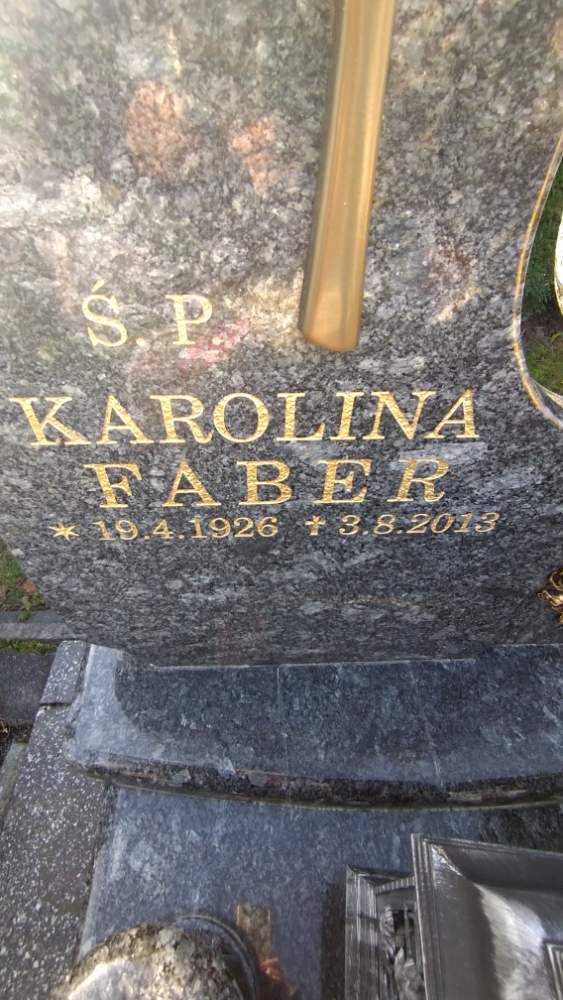 Ś. P.
KAROLINA
FABER
* 19.4.1926 ✝ 3.8.2013